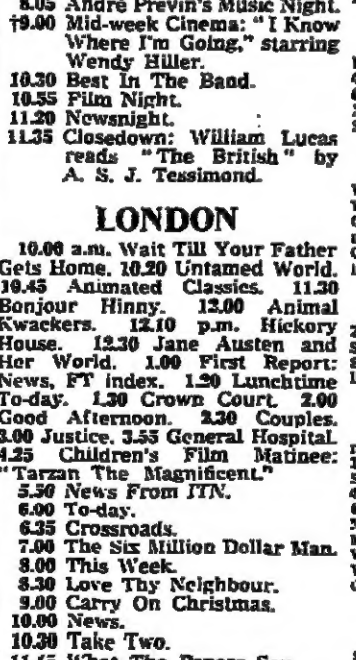 8.05 André Previn's Music Night.
†9.00 Mid-week Cinema: "I Know
Where I'm Going," starring
Wendy Hiller.
10.30 Best In The Band.
10.55 Film Night.
11.20 Newsnight.
11.35 Closedown: William Lucas
reads "The British" by
A. S. J. Tessimond.
LONDON
10.00 a.m. Wait Till Your Father
Gets Home. 10.20 Untamed World.
10.45 Animated Classics. 11.30
Bonjour Hinny. 12.00 Animal
Kwackers. 12.10 p.m. Hickory
House. 12.30 Jane Austen and
Her World. 1.00 First Report:
News, FT index. 1.20 Lunchtime
To-day. 1.30 Crown Court. 2.00
Good Afternoon. 2.30 Couples.
3.00 Justice. 3.55 General Hospital.
4.25 Children's Film Matinee:
"Tarzan The Magnificent."
5.50 News From ITN.
6.00 To-day.
6.35 Crossroads.
7.00 The Six Million Dollar Man.
8.00 This Week.
8.30 Love Thy Neighbour.
9.00 Carry On Christmas.
10.00 News.
10.30 Take Two.
What The